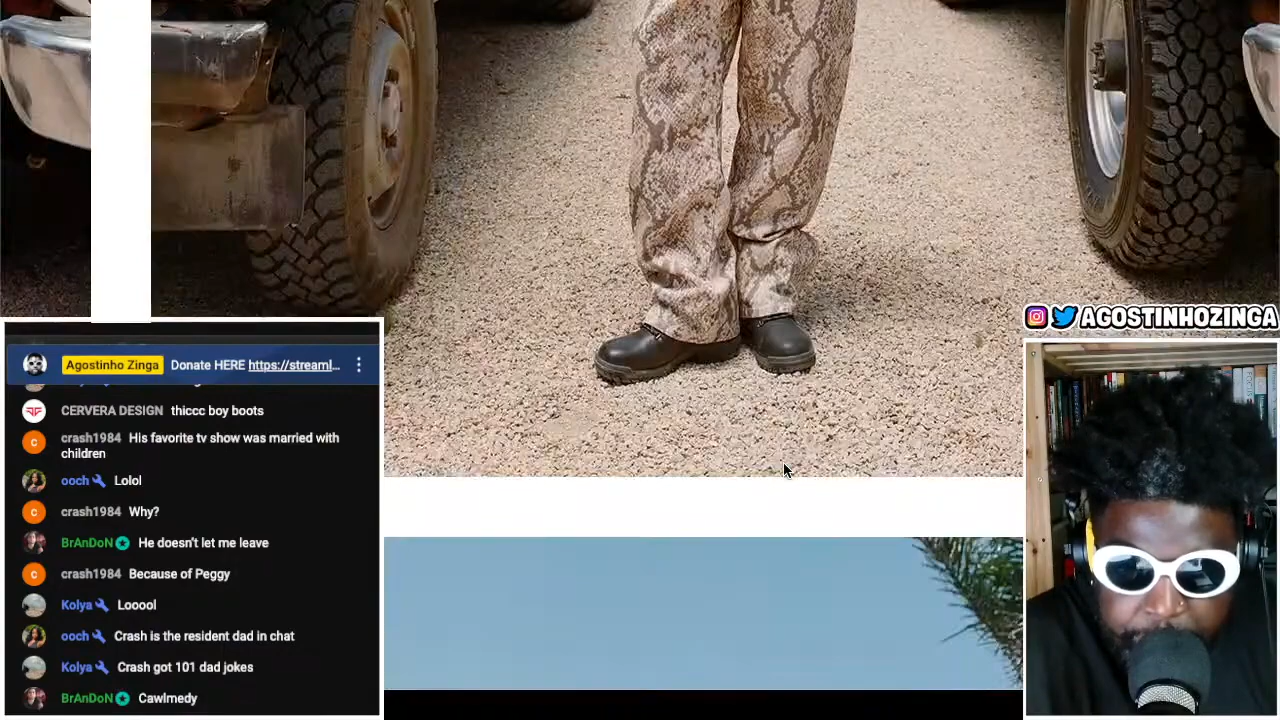 AGOSTINHOZINGA
Agostinho Zinga Donate HERE https://streaml...
CERVERA DESIGN thiccc boy boots
crash1984 His favorite tv show was married with
children
ooch Lolol
crash1984 Why?
BrAnDoN He doesn't let me leave
crash1984 Because of Peggy
Kolya Looool
ooch Crash is the resident dad in chat
Kolya Crash got 101 dad jokes
BrAnDoN Cawlmedy